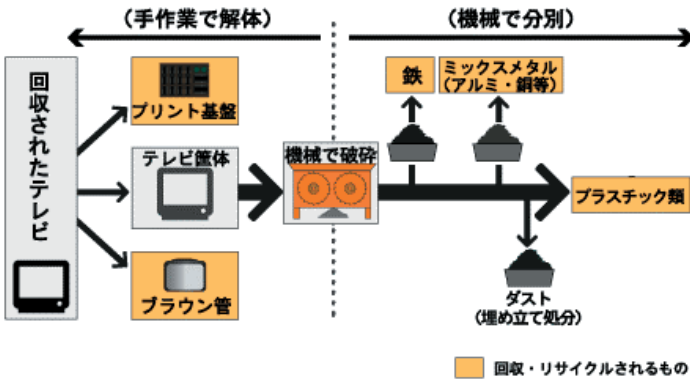 (手作業で解体)
(機械で分別)
回収されたテレビ
プリント基盤
テレビ筐体
ブラウン管
機械で破砕
鉄
ミックスメタル
(アルミ・銅等)
プラスチック類
ダスト
(埋め立て処分)
回収・リサイクルされるもの